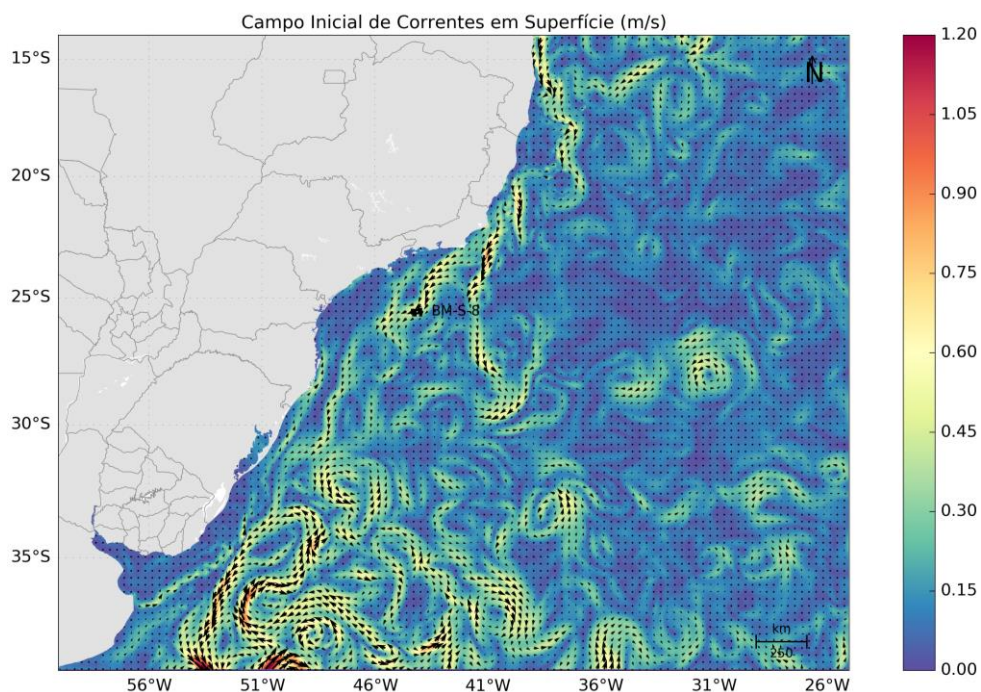 Campo Inicial de Correntes em Superfície (m/s)
15°S
20°S
25°S
30°S
35°S
N
BM-S-8
km
250
56°W
51°W
46°W
41°W
36°W
31°W
26°W
1.20
1.05
0.90
0.75
0.60
0.45
0.30
0.15
0.00